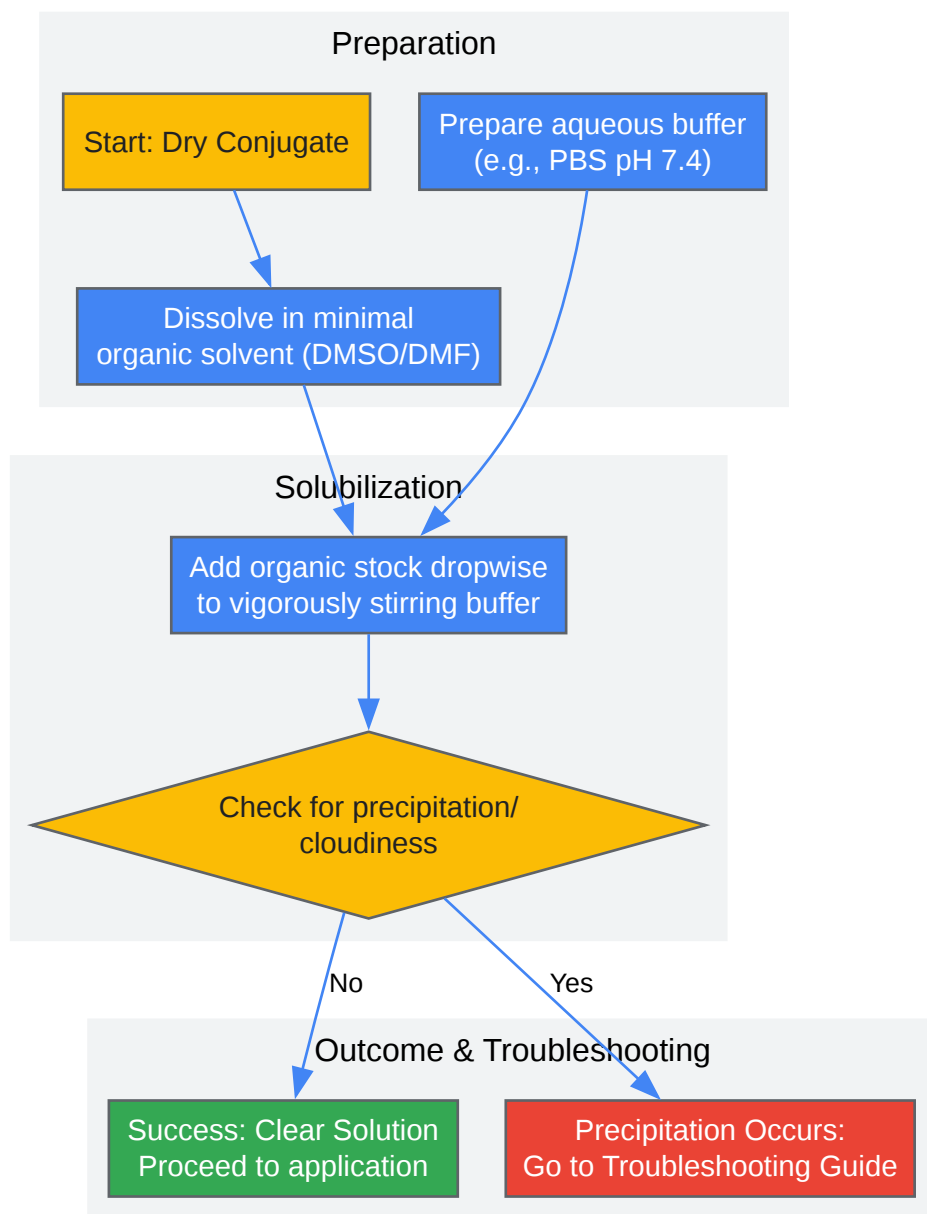 Preparation
Start: Dry Conjugate
Prepare aqueous buffer
(e.g., PBS pH 7.4)
Dissolve in minimal
organic solvent (DMSO/DMF)
Solubilization
Add organic stock dropwise
to vigorously stirring buffer
Check for precipitation/
cloudiness
No
Yes
Outcome & Troubleshooting
Success: Clear Solution
Proceed to application
Precipitation Occurs:
Go to Troubleshooting Guide